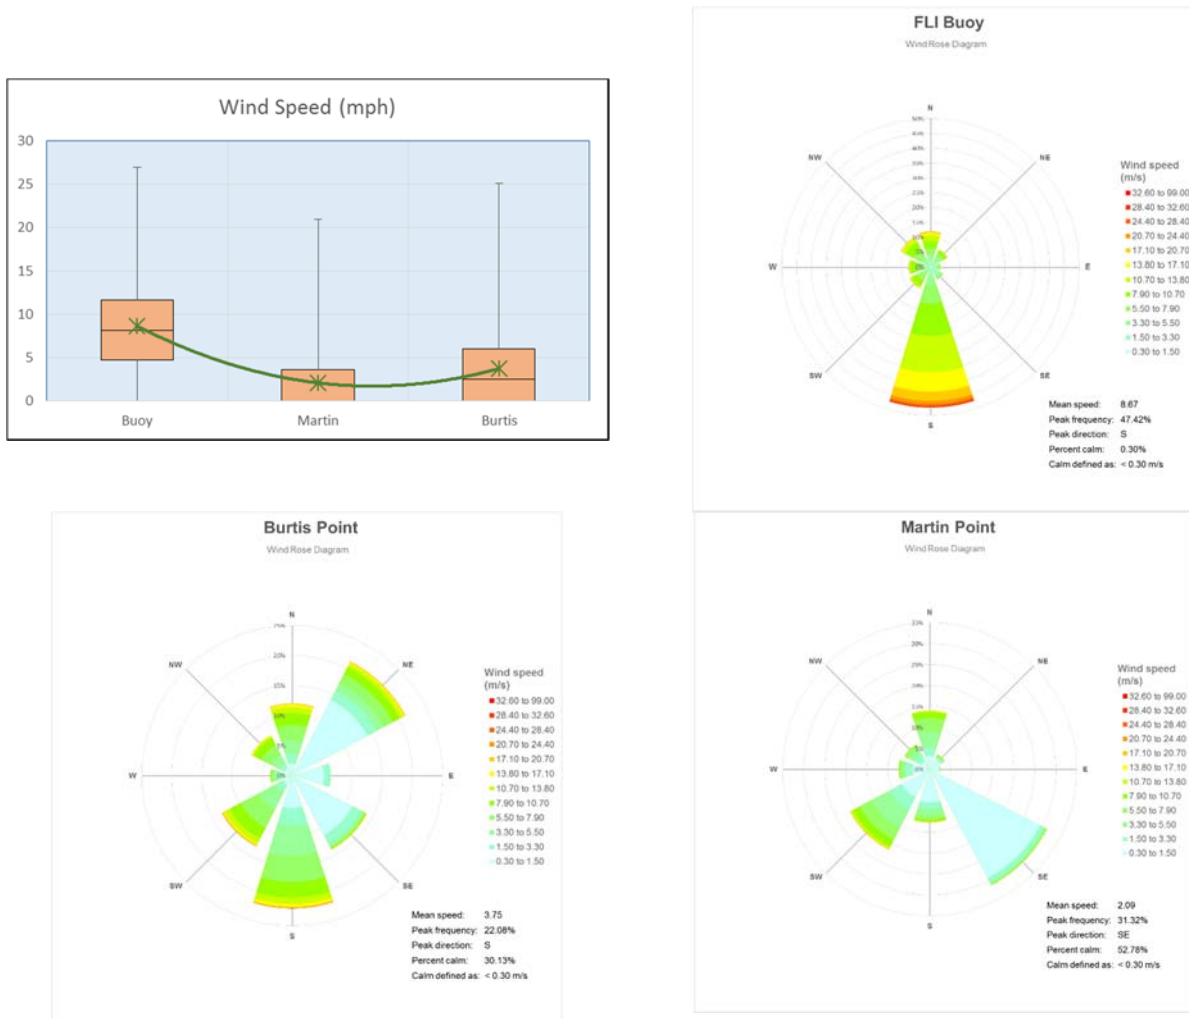 Wind Speed (mph)
30
25
20
15
10
5
0
Buoy Martin Burtis
FLI Buoy
Wind Rose Diagram
N
NW NE
W E
SW SE
S
Wind speed
(m/s)
32.60 to 99.00
28.40 to 32.60
24.40 to 28.40
20.70 to 24.40
17.10 to 20.70
13.80 to 17.10
10.70 to 13.80
7.90 to 10.70
5.50 to 7.90
3.30 to 5.50
1.50 to 3.30
0.30 to 1.50
Mean speed: 8.67
Peak frequency: 47.42%
Peak direction: S
Percent calm: 0.30%
Calm defined as: < 0.30 m/s
Burtis Point
Wind Rose Diagram
N
25%
20%
15%
10%
5%
0%
NW NE
W E
SW SE
S
Wind speed
(m/s)
32.60 to 99.00
28.40 to 32.60
24.40 to 28.40
20.70 to 24.40
17.10 to 20.70
13.80 to 17.10
10.70 to 13.80
7.90 to 10.70
5.50 to 7.90
3.30 to 5.50
1.50 to 3.30
0.30 to 1.50
Mean speed: 3.75
Peak frequency: 22.08%
Peak direction: S
Percent calm: 30.13%
Calm defined as: < 0.30 m/s
Martin Point
Wind Rose Diagram
N
NW NE
W E
SW SE
S
Wind speed
(m/s)
32.60 to 99.00
28.40 to 32.60
24.40 to 28.40
20.70 to 24.40
17.10 to 20.70
13.80 to 17.10
10.70 to 13.80
7.90 to 10.70
5.50 to 7.90
3.30 to 5.50
1.50 to 3.30
0.30 to 1.50
Mean speed: 2.09
Peak frequency: 31.32%
Peak direction: SE
Percent calm: 52.78%
Calm defined as: < 0.30 m/s